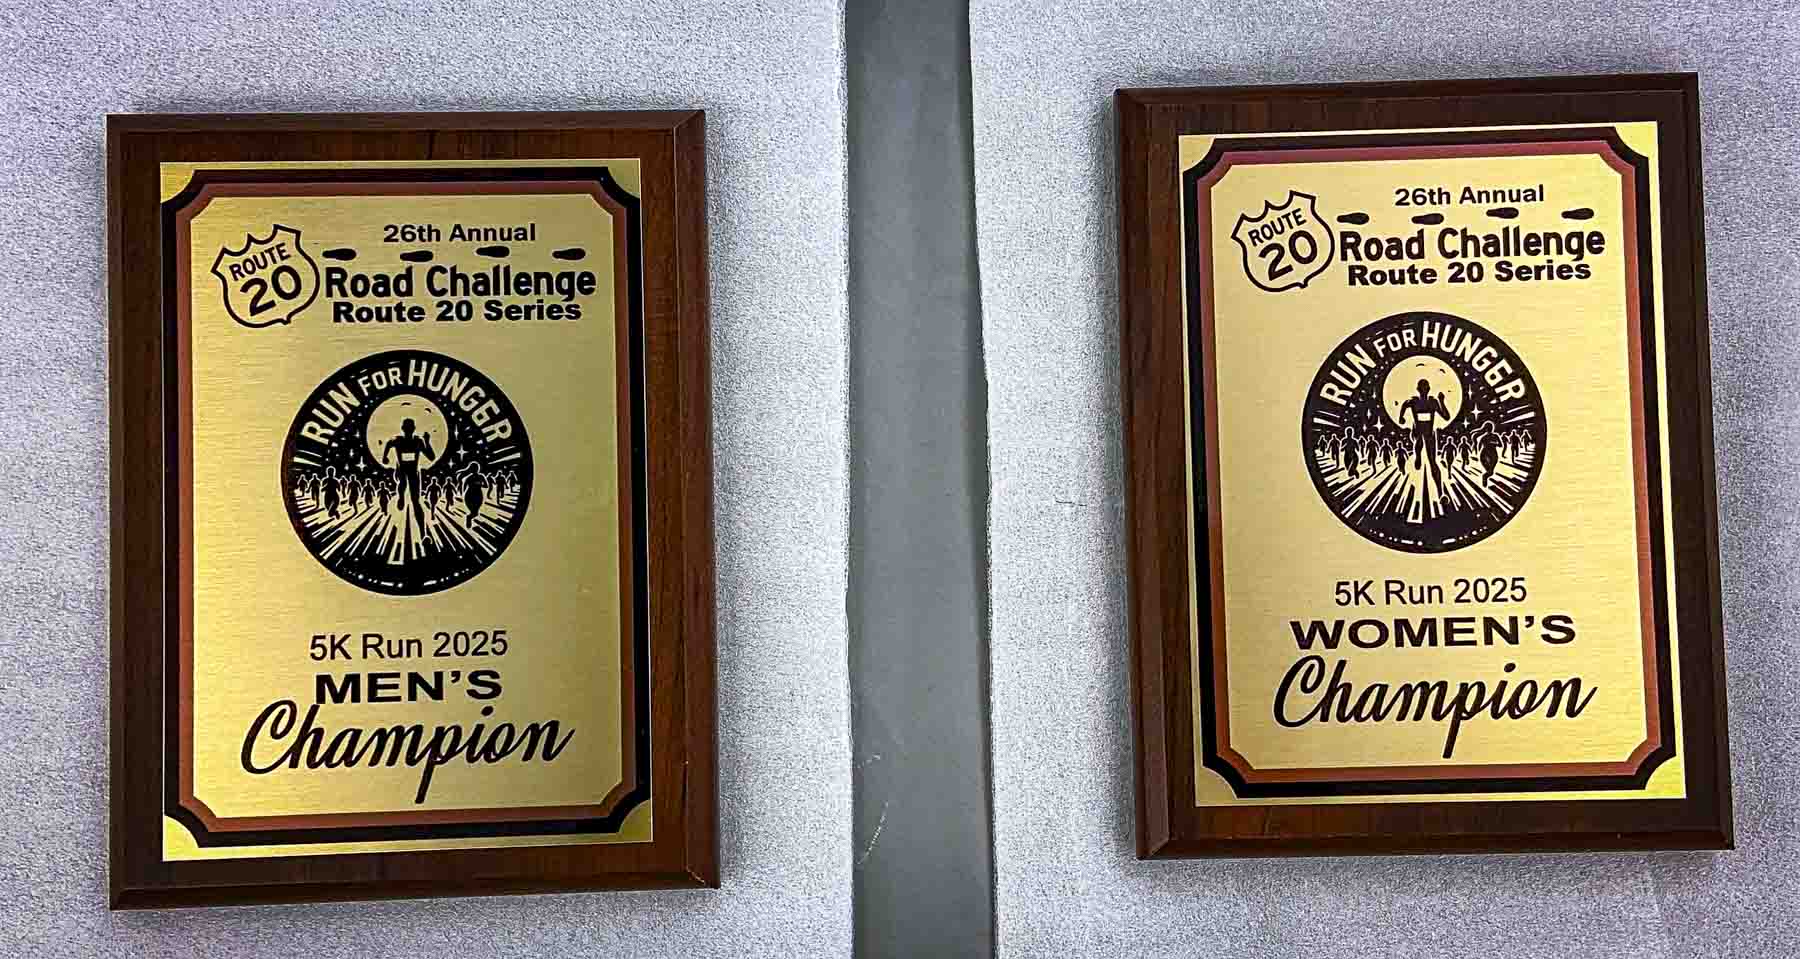 26th Annual
ROUTE
20
Road Challenge
Route 20 Series
RUN FOR HUNGER
5K Run 2025
MEN'S
Champion
26th Annual
ROUTE
20
Road Challenge
Route 20 Series
RUN FOR HUNGER
5K Run 2025
WOMEN'S
Champion